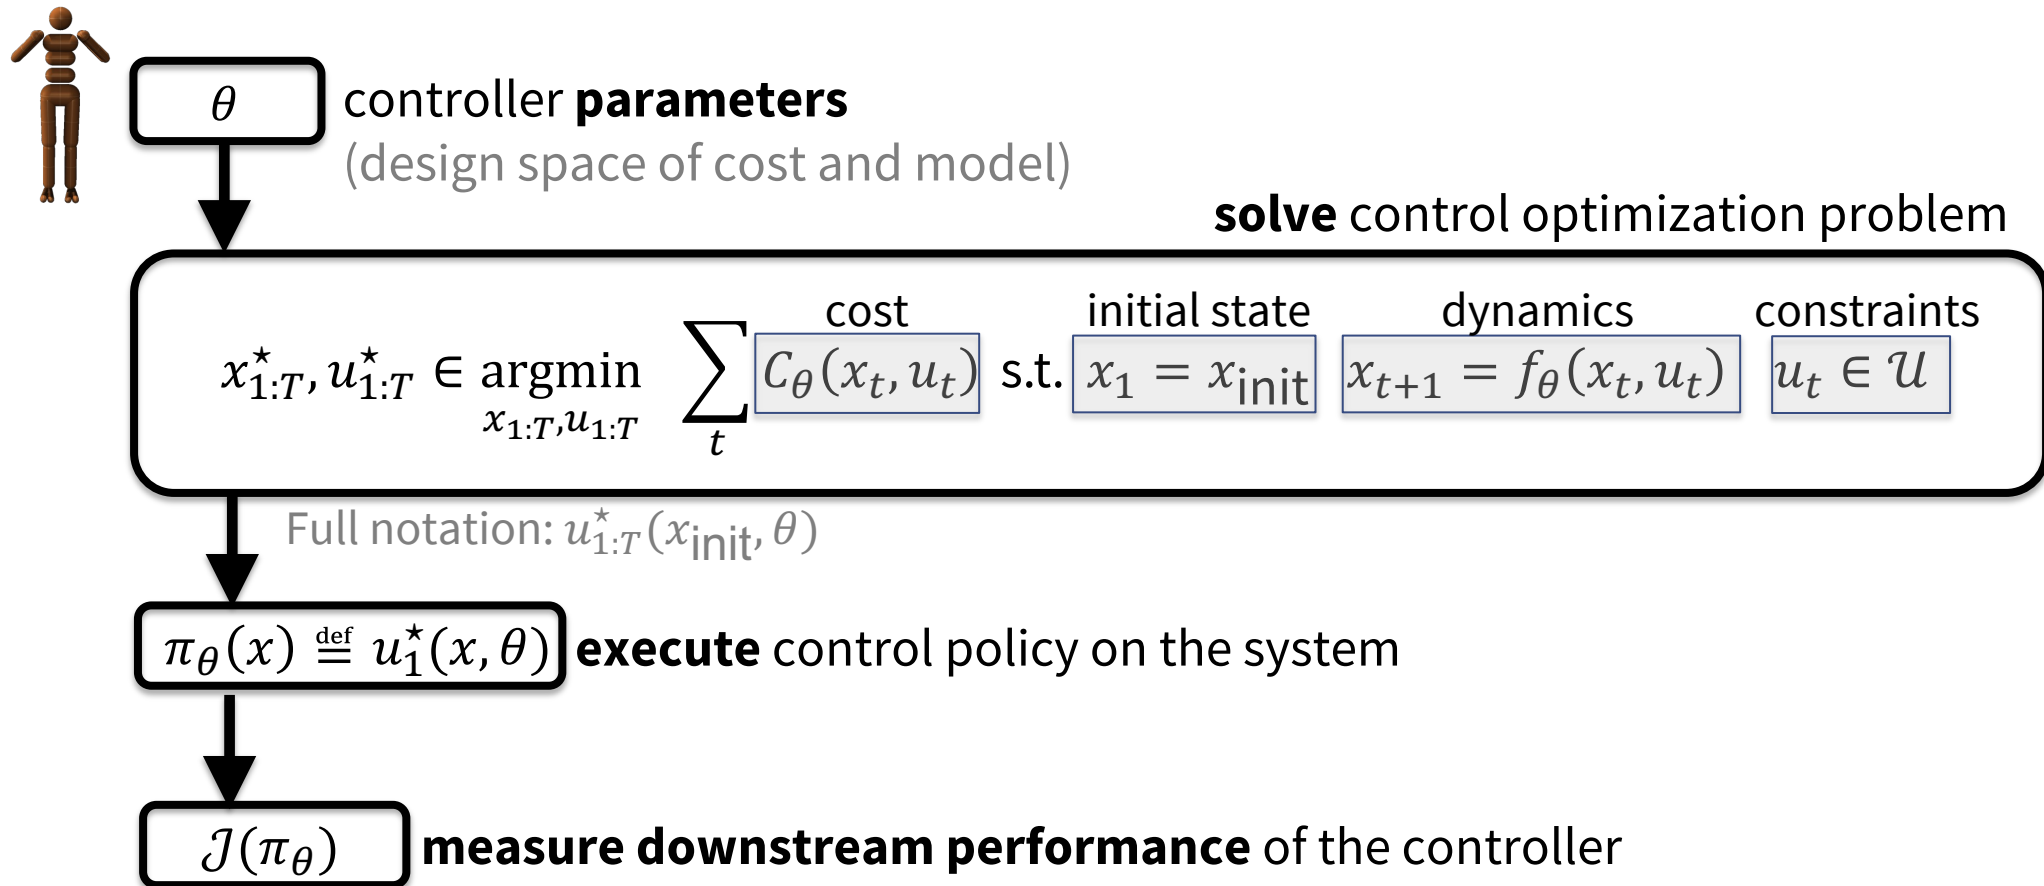 θ controller parameters
(design space of cost and model)
solve control optimization problem
cost initial state dynamics constraints
x⋆1:T, u⋆1:T ∈ argmin x1:T,u1:T ∑t Cθ(xt, ut) s.t. x1 = xinit xt+1 = fθ(xt, ut) ut ∈ 𝒰
Full notation: u⋆1:T(xinit, θ)
πθ(x) ≝ u⋆1(x, θ) execute control policy on the system
𝒥(πθ) measure downstream performance of the controller